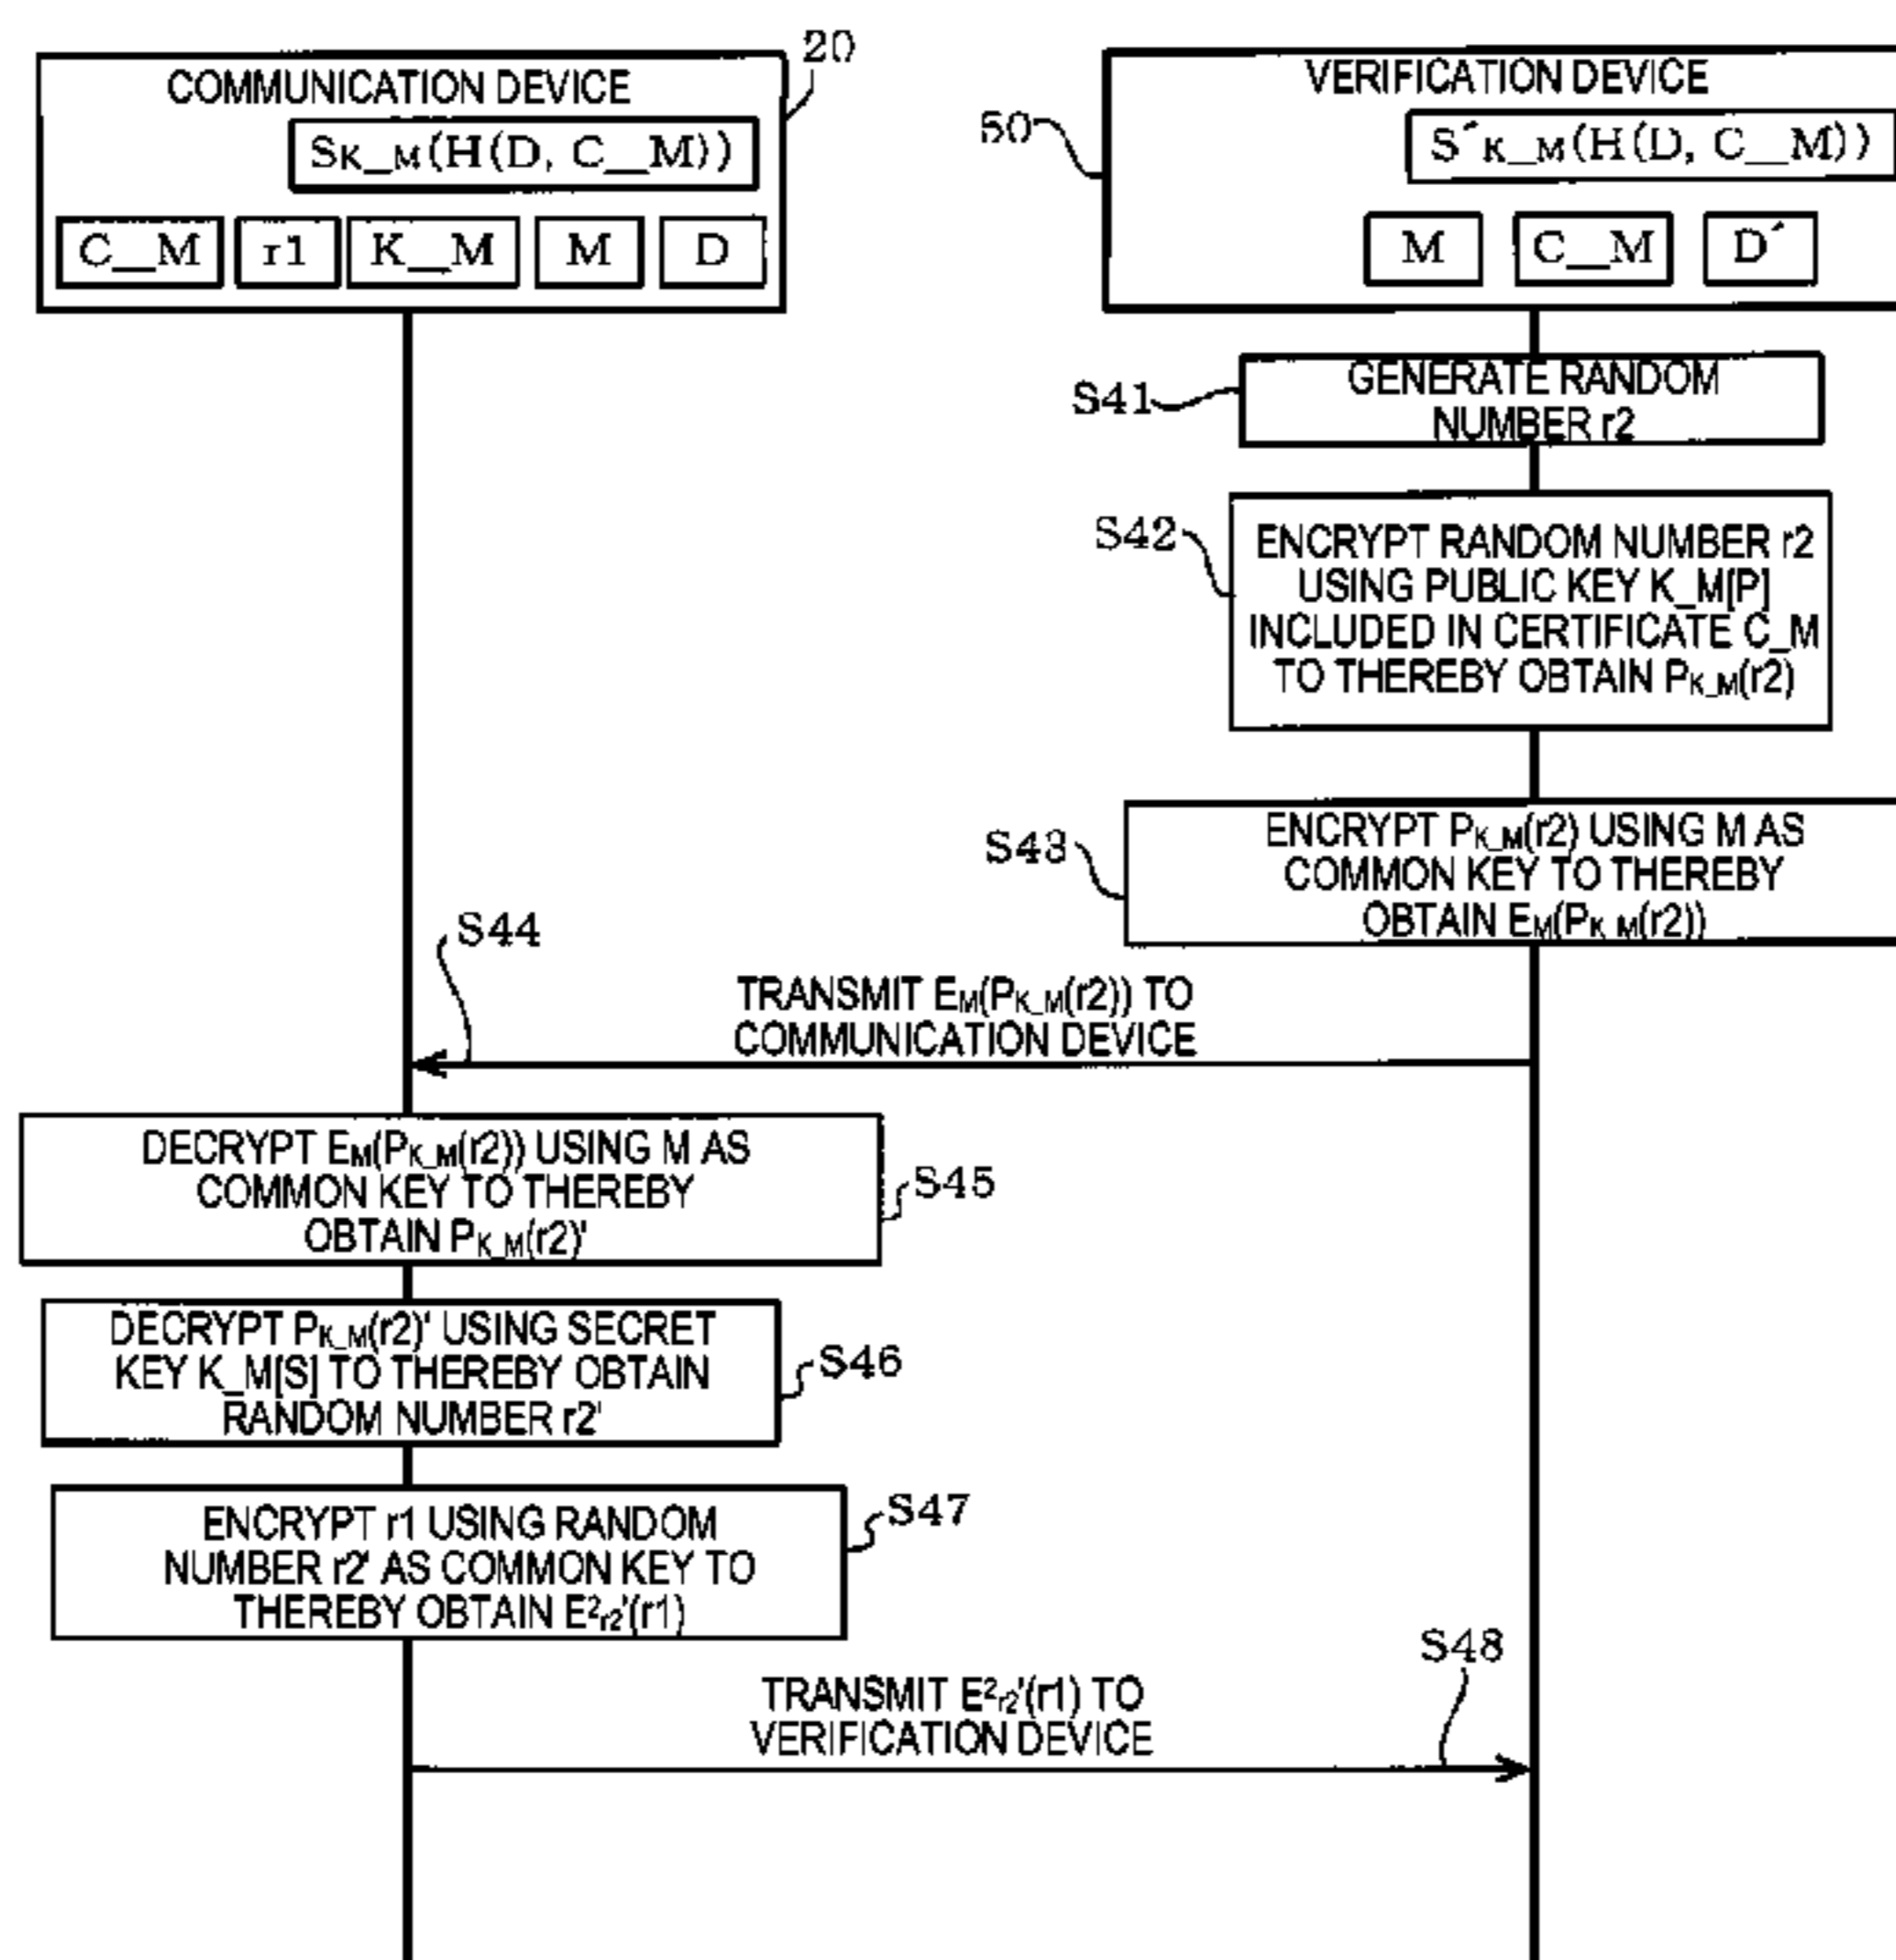 20
COMMUNICATION DEVICE
SK_M(H(D, C_M))
C_M r1 K_M M D
50
VERIFICATION DEVICE
S´K_M(H(D, C_M))
M C_M D´
S41
GENERATE RANDOM
NUMBER r2
S42
ENCRYPT RANDOM NUMBER r2
USING PUBLIC KEY K_M[P]
INCLUDED IN CERTIFICATE C_M
TO THEREBY OBTAIN PK_M(r2)
S43
ENCRYPT PK_M(r2) USING M AS
COMMON KEY TO THEREBY
OBTAIN EM(PK_M(r2))
S44
TRANSMIT EM(PK_M(r2)) TO
COMMUNICATION DEVICE
DECRYPT EM(PK_M(r2)) USING M AS
COMMON KEY TO THEREBY
OBTAIN PK_M(r2)'
S45
DECRYPT PK_M(r2)' USING SECRET
KEY K_M[S] TO THEREBY OBTAIN
RANDOM NUMBER r2'
S46
ENCRYPT r1 USING RANDOM
NUMBER r2' AS COMMON KEY TO
THEREBY OBTAIN E²r2'(r1)
S47
S48
TRANSMIT E²r2'(r1) TO
VERIFICATION DEVICE